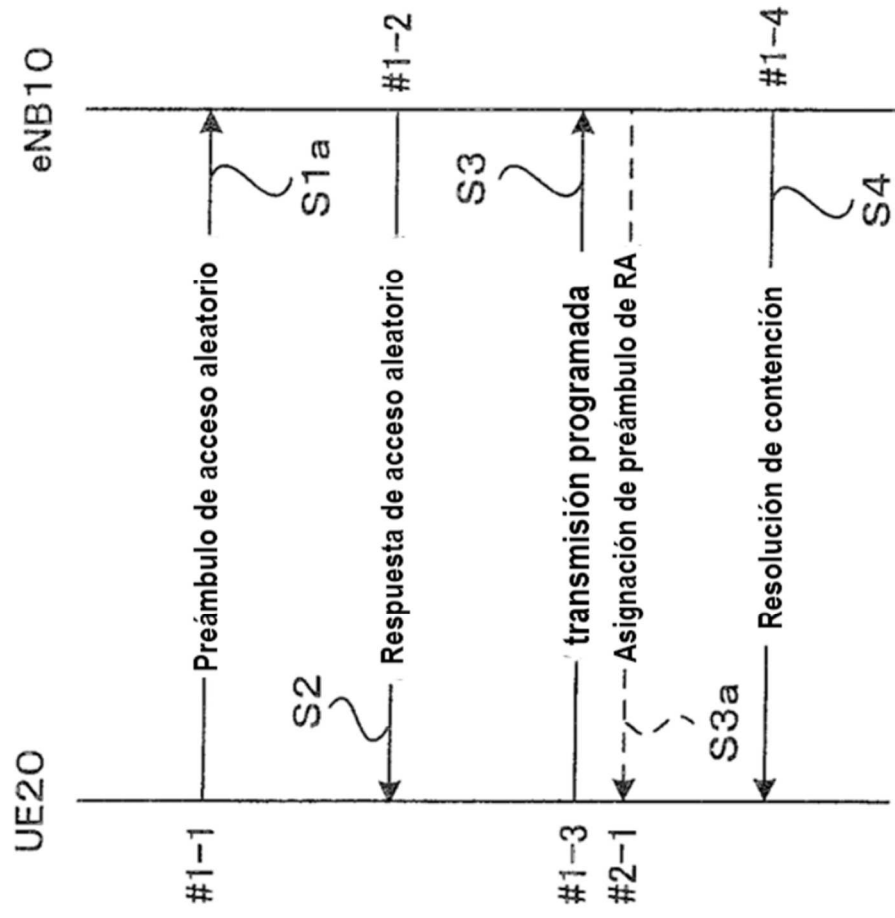 UE20
eNB10
#1-1
Preámbulo de acceso aleatorio
S1a
S2
Respuesta de acceso aleatorio
#1-2
#1-3
transmisión programada
S3
#2-1
Asignación de preámbulo de RA
S3a
Resolución de contención
#1-4
S4